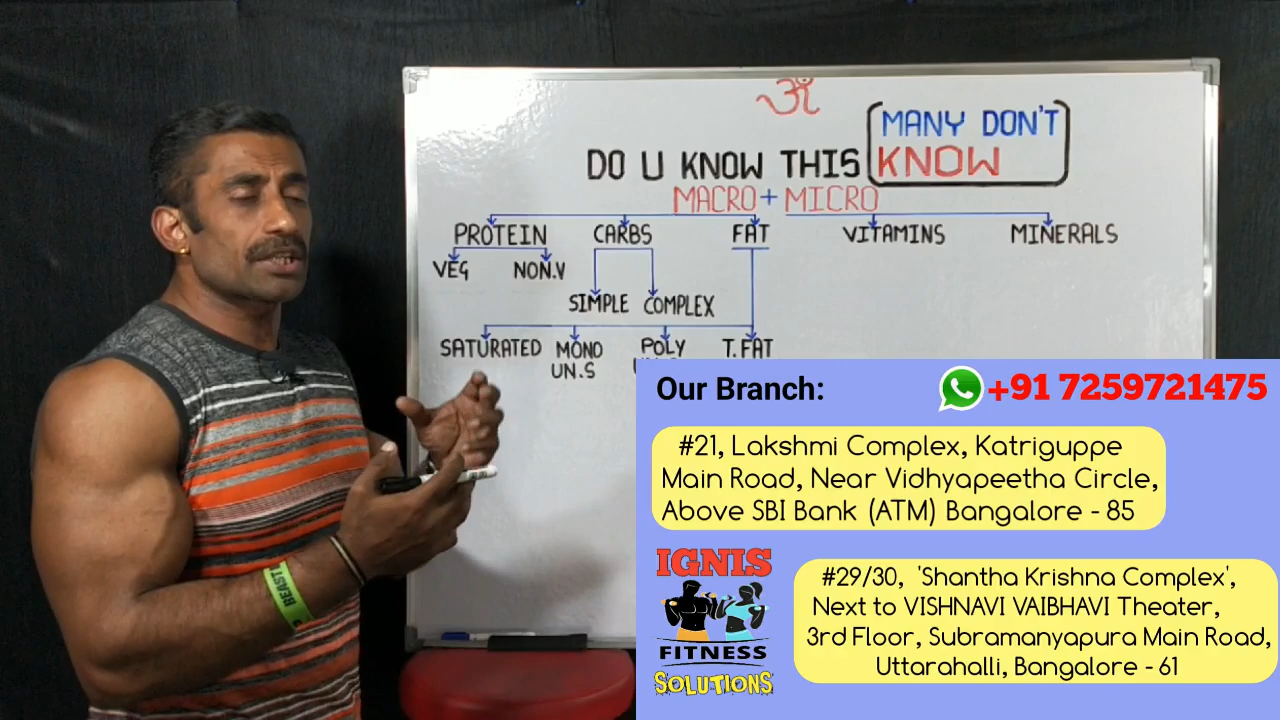 ॐ
MANY DON'T
DO U KNOW THIS KNOW
MACRO + MICRO
PROTEIN CARBS FAT VITAMINS MINERALS
VEG NON.V
SIMPLE COMPLEX
SATURATED MONO POLY T.FAT
UN.S
BEAST
Our Branch: +91 7259721475
#21, Lakshmi Complex, Katriguppe
Main Road, Near Vidhyapeetha Circle,
Above SBI Bank (ATM) Bangalore - 85
IGNIS
FITNESS
SOLUTIONS
#29/30, 'Shantha Krishna Complex',
Next to VISHNAVI VAIBHAVI Theater,
3rd Floor, Subramanyapura Main Road,
Uttarahalli, Bangalore - 61